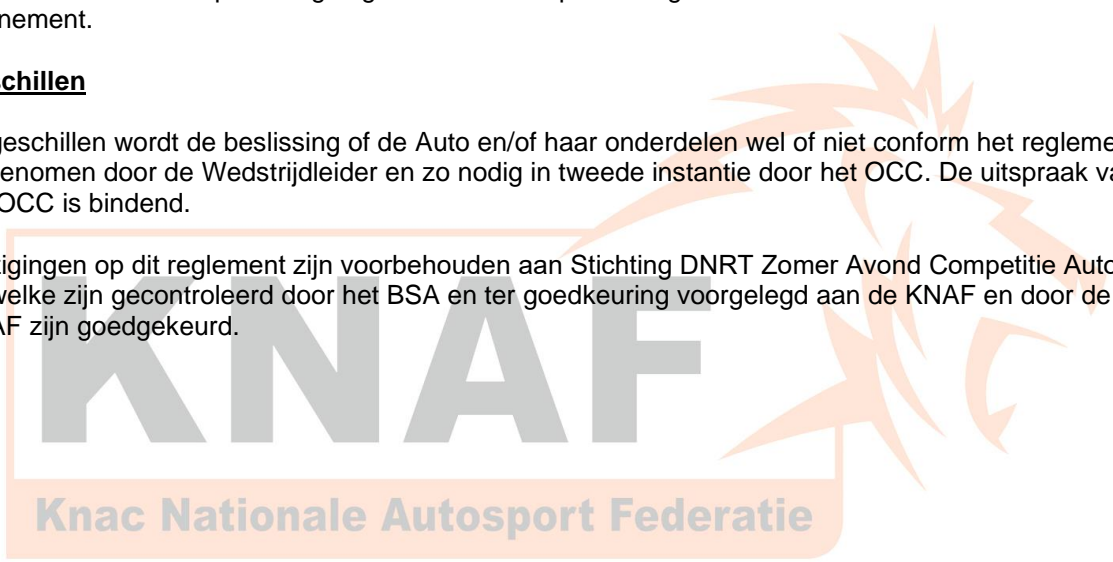 nement.
chillen
geschillen wordt de beslissing of de Auto en/of haar onderdelen wel of niet conform het regleme
enomen door de Wedstrijdleider en zo nodig in tweede instantie door het OCC. De uitspraak va
OCC is bindend.
igingen op dit reglement zijn voorbehouden aan Stichting DNRT Zomer Avond Competitie Auto
welke zijn gecontroleerd door het BSA en ter goedkeuring voorgelegd aan de KNAF en door de
AF zijn goedgekeurd.
KNAF
Knac Nationale Autosport Federatie